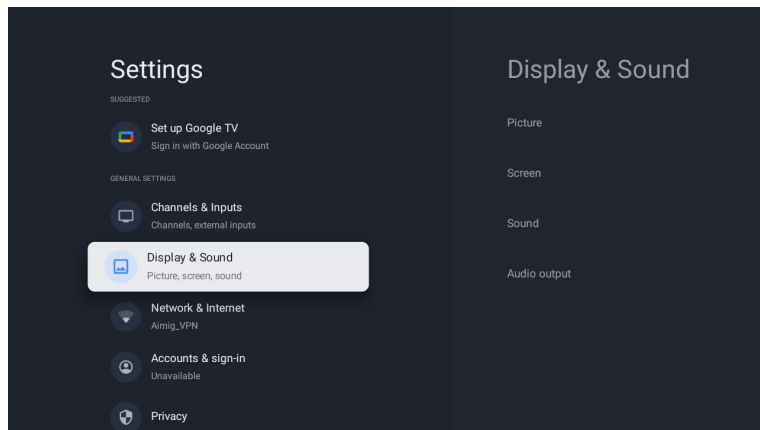 Settings
SUGGESTED
Set up Google TV
Sign in with Google Account
GENERAL SETTINGS
Channels & Inputs
Channels, external inputs
Display & Sound
Picture, screen, sound
Network & Internet
Aimig_VPN
Accounts & sign-in
Unavailable
Privacy
Display & Sound
Picture
Screen
Sound
Audio output